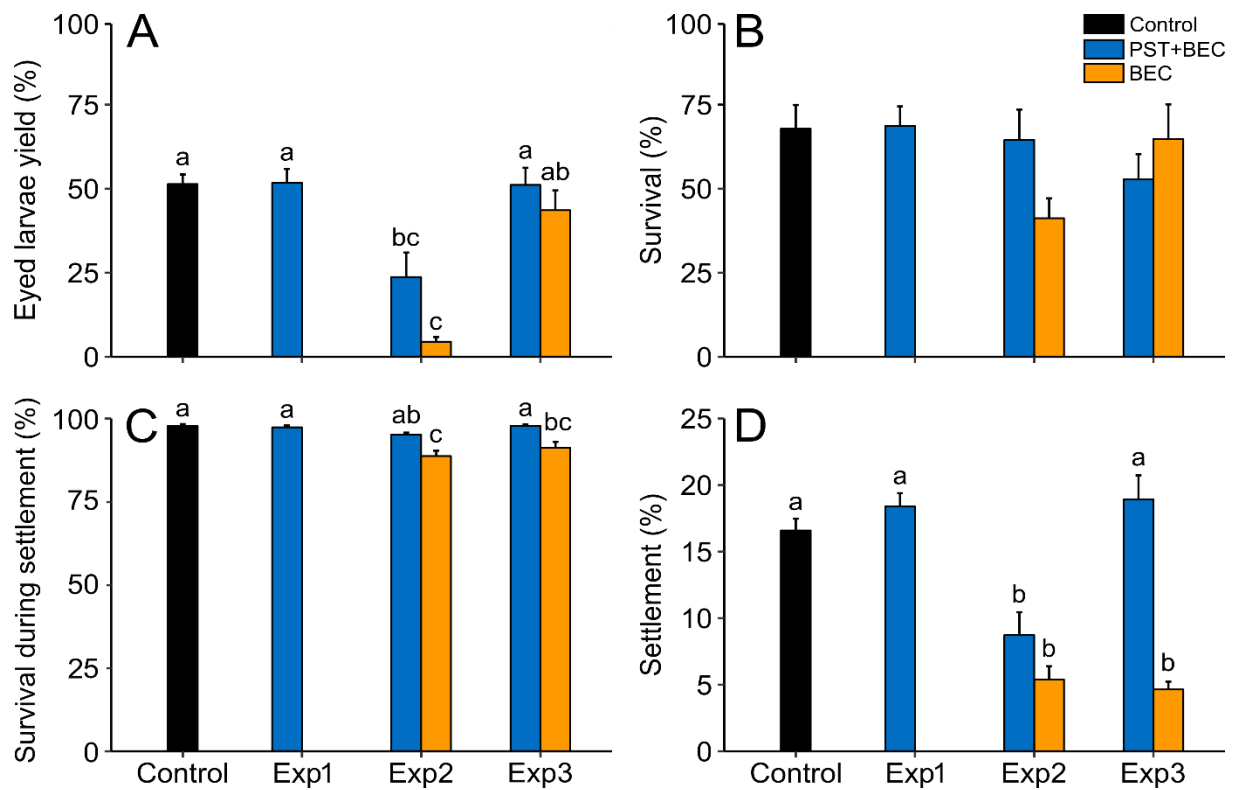 A
Eyed larvae yield (%)
100
75
50
25
0
a
a
bc
c
a
ab
B
Survival (%)
100
75
50
25
0
Control
PST+BEC
BEC
C
Survival during settlement (%)
100
75
50
25
0
a
a
ab
c
a
bc
Control
Exp1
Exp2
Exp3
D
Settlement (%)
25
20
15
10
5
0
a
a
b
b
a
b
Control
Exp1
Exp2
Exp3